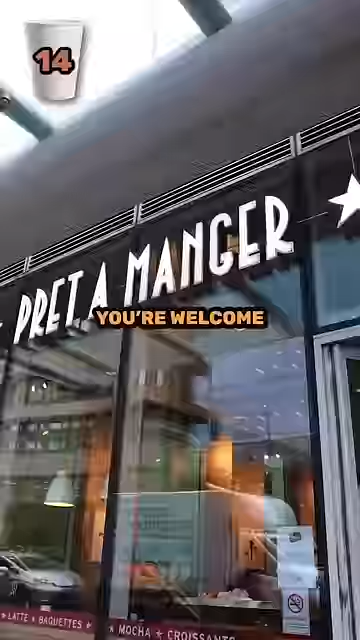 14
PRET A MANGER
YOU'RE WELCOME
★ LATTE ★ BAGUETTES ★
★ MOCHA ★ CROISSANTS